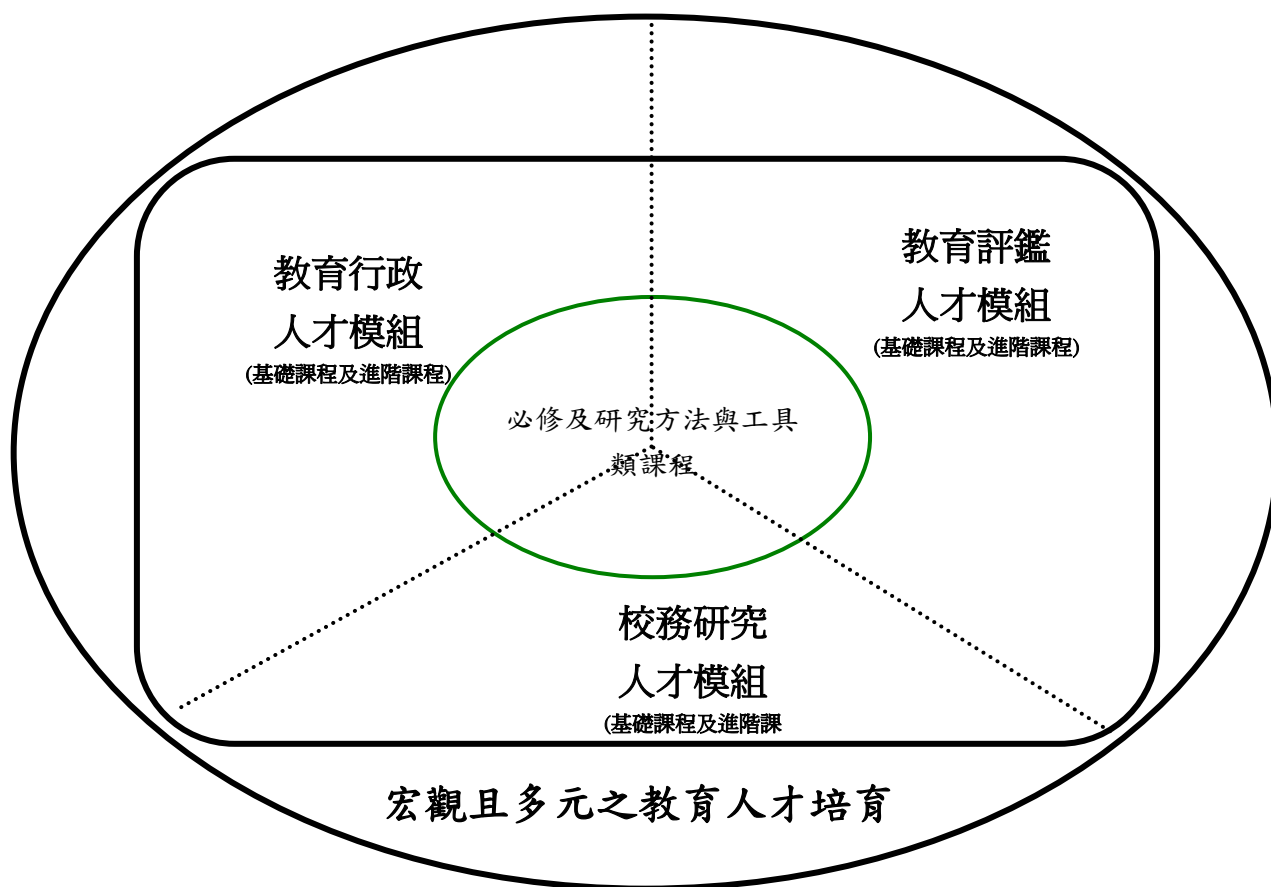 教育行政
人才模組
(基礎課程及進階課程)
教育評鑑
人才模組
(基礎課程及進階課程)
必修及研究方法與工具
類課程
校務研究
人才模組
(基礎課程及進階課
宏觀且多元之教育人才培育